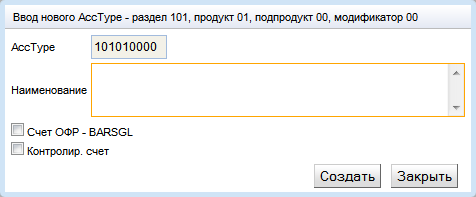 Ввод нового AccType - раздел 101, продукт 01, подпродукт 00, модификатор 00
AccType 101010000
Наименование
Счет ОФР - BARSGL
Контролир. счет
Создать Закрыть